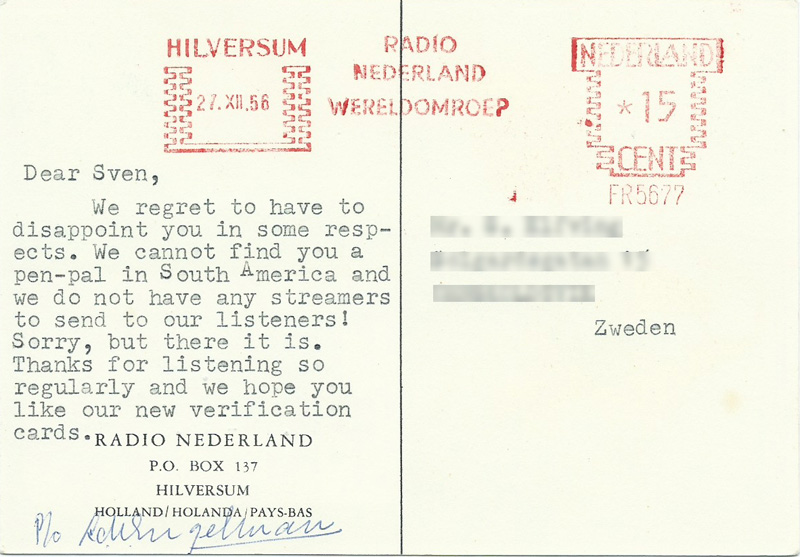 HILVERSUM
27.XII.56
RADIO
NEDERLAND
WERELDOMROEP
NEDERLAND
*15
CENT
FR5677
Dear Sven,
We regret to have to
disappoint you in some resp-
ects. We cannot find you a
pen-pal in South America and
we do not have any streamers
to send to our listeners!
Sorry, but there it is.
Thanks for listening so
regularly and we hope you
like our new verification
cards.
RADIO NEDERLAND
P.O. BOX 137
HILVERSUM
HOLLAND/HOLANDA/PAYS-BAS
P/o
Zweden